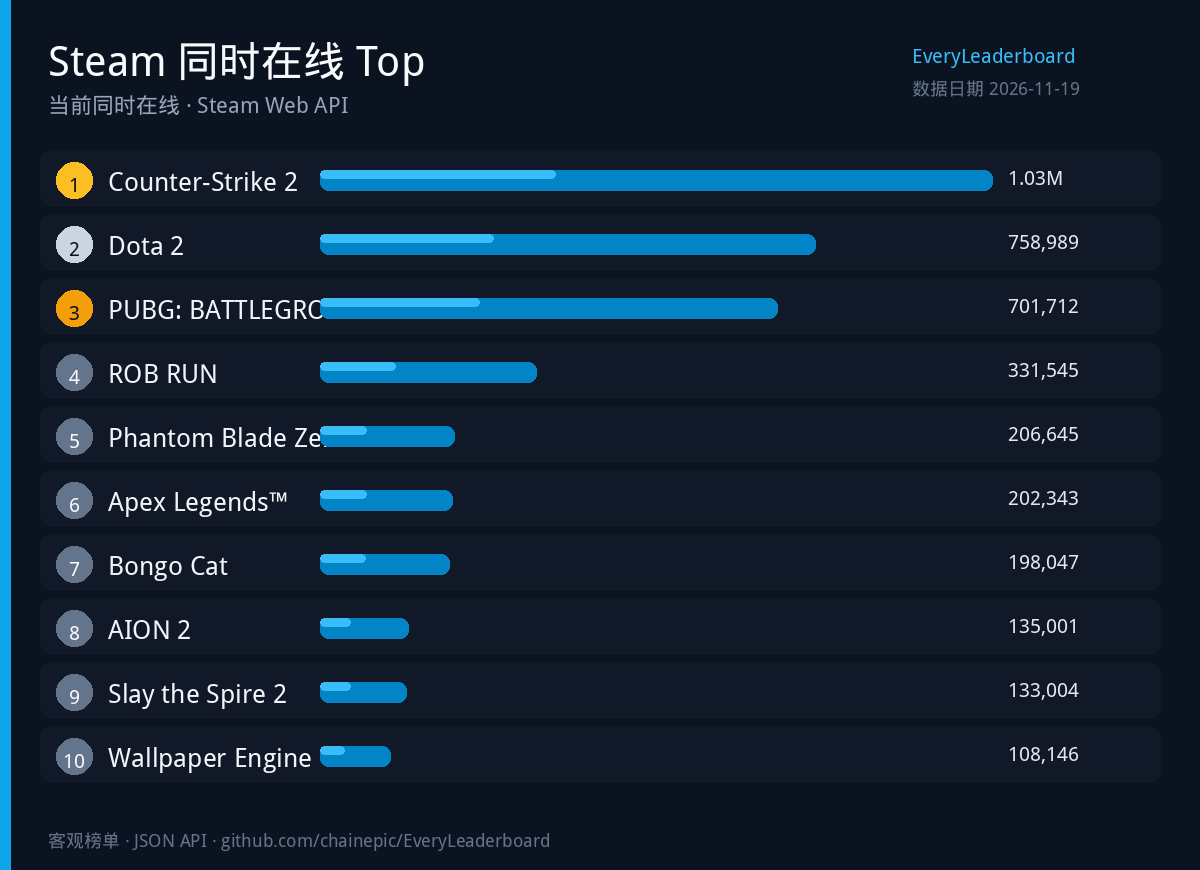 Steam 同时在线 Top
当前同时在线 · Steam Web API
EveryLeaderboard
数据日期 2026-11-19
1 Counter-Strike 2 1.03M
2 Dota 2 758,989
3 PUBG: BATTLEGRO 701,712
4 ROB RUN 331,545
5 Phantom Blade Ze 206,645
6 Apex Legends™ 202,343
7 Bongo Cat 198,047
8 AION 2 135,001
9 Slay the Spire 2 133,004
10 Wallpaper Engine 108,146
客观榜单 · JSON API · github.com/chainepic/EveryLeaderboard